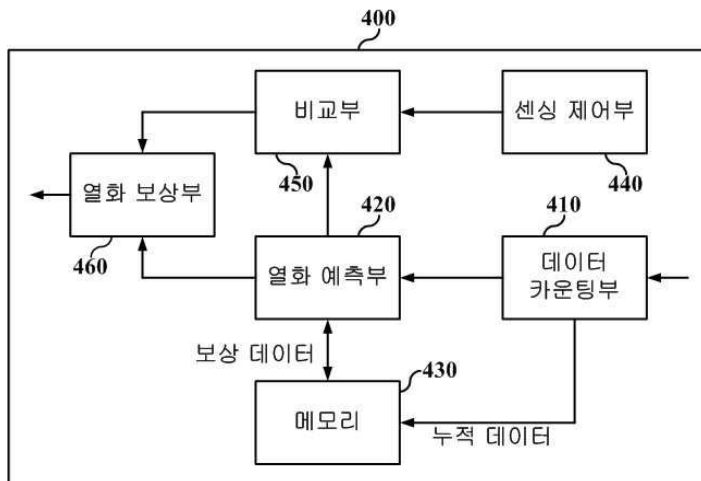 400
비교부
센싱 제어부
450
440
열화 보상부
420
410
460
열화 예측부
데이터
카운팅부
보상 데이터
430
메모리
누적 데이터